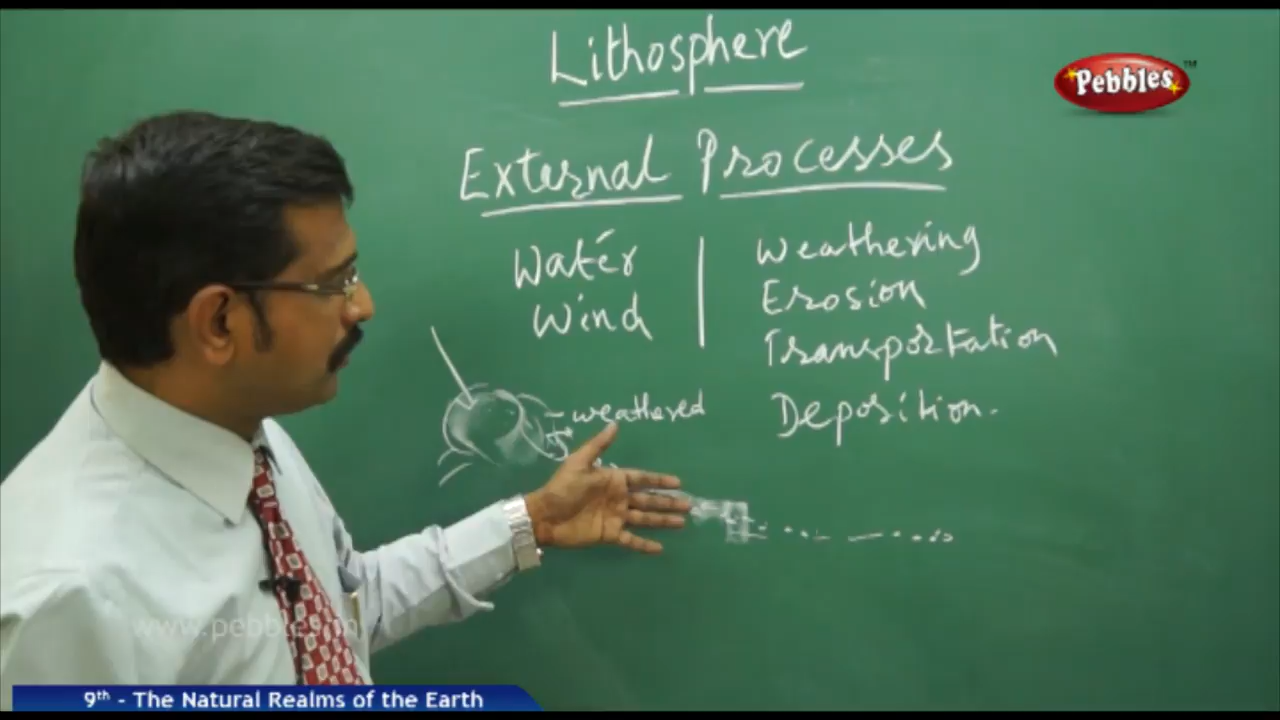 Lithosphere
Pebbles™
External Processes
Water
Wind
Weathering
Erosion
Transportation
Deposition.
weathered
www.pebbles.in
9th - The Natural Realms of the Earth